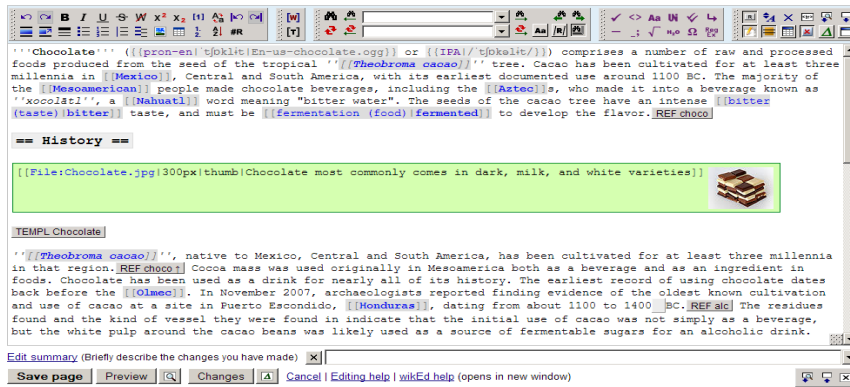 '''Chocolate''' ({{pron-en|ˈtʃɒklɨt|En-us-chocolate.ogg}} or {{IPA|/ˈtʃɒkəlɨt/}}) comprises a number of raw and processed
foods produced from the seed of the tropical ''[[Theobroma cacao]]'' tree. Cacao has been cultivated for at least three
millennia in [[Mexico]], Central and South America, with its earliest documented use around 1100 BC. The majority of
the [[Mesoamerican]] people made chocolate beverages, including the [[Aztec]]s, who made it into a beverage known as
''xocolātl'', a [[Nahuatl]] word meaning "bitter water". The seeds of the cacao tree have an intense [[bitter
(taste)|bitter]] taste, and must be [[fermentation (food)|fermented]] to develop the flavor. REF choco
== History ==
[[File:Chocolate.jpg|300px|thumb|Chocolate most commonly comes in dark, milk, and white varieties]]
TEMPL Chocolate
''[[Theobroma cacao]]'', native to Mexico, Central and South America, has been cultivated for at least three millennia
in that region. REF choco ↑ Cocoa mass was used originally in Mesoamerica both as a beverage and as an ingredient in
foods. Chocolate has been used as a drink for nearly all of its history. The earliest record of using chocolate dates
back before the [[Olmec]]. In November 2007, archaeologists reported finding evidence of the oldest known cultivation
and use of cacao at a site in Puerto Escondido, [[Honduras]], dating from about 1100 to 1400 BC. REF alc The residues
found and the kind of vessel they were found in indicate that the initial use of cacao was not simply as a beverage,
but the white pulp around the cacao beans was likely used as a source of fermentable sugars for an alcoholic drink.
Edit summary (Briefly describe the changes you have made)
Save page Preview Changes Cancel | Editing help | wikEd help (opens in new window)